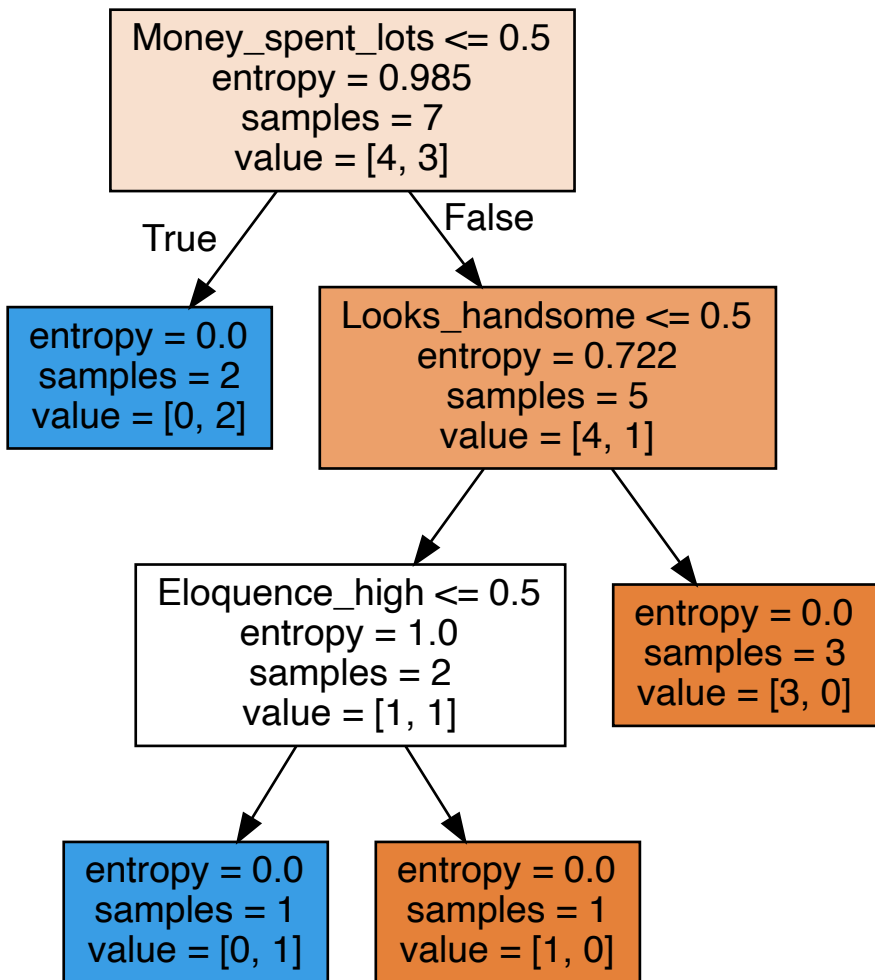 Money_spent_lots <= 0.5
entropy = 0.985
samples = 7
value = [4, 3]
True
False
entropy = 0.0
samples = 2
value = [0, 2]
Looks_handsome <= 0.5
entropy = 0.722
samples = 5
value = [4, 1]
Eloquence_high <= 0.5
entropy = 1.0
samples = 2
value = [1, 1]
entropy = 0.0
samples = 3
value = [3, 0]
entropy = 0.0
samples = 1
value = [0, 1]
entropy = 0.0
samples = 1
value = [1, 0]